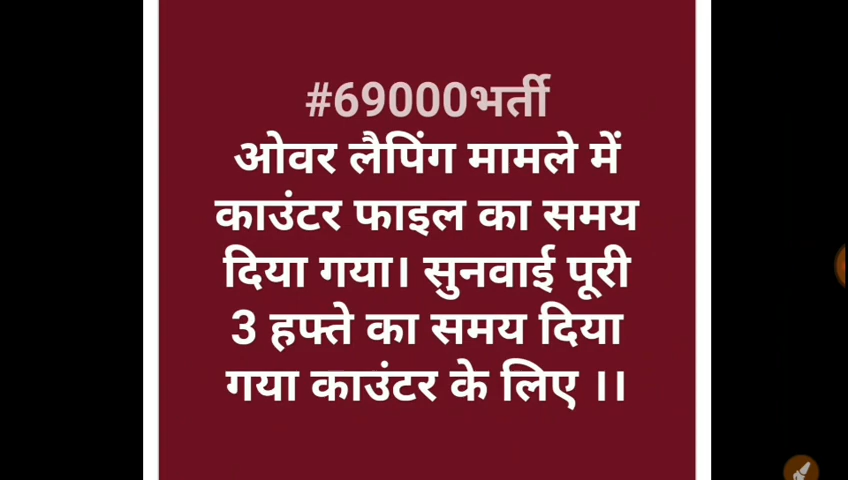 #69000भर्ती
ओवर लैपिंग मामले में
काउंटर फाइल का समय
दिया गया। सुनवाई पूरी
3 हफ्ते का समय दिया
गया काउंटर के लिए ।।